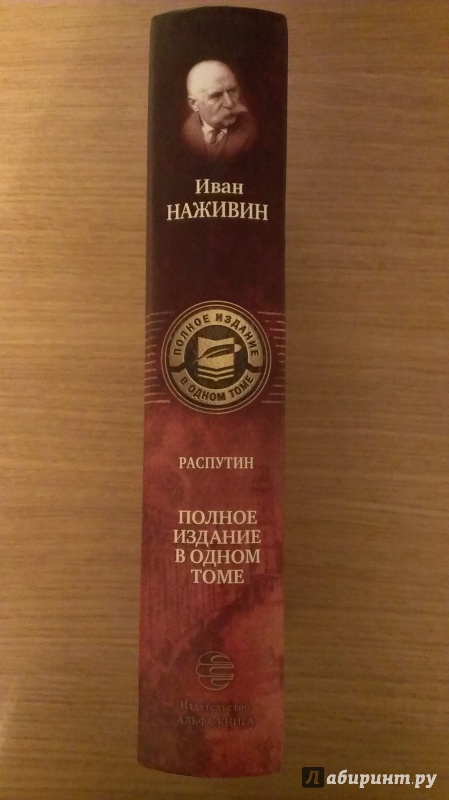 Иван
НАЖИВИН
ПОЛНОЕ ИЗДАНИЕ
В ОДНОМ ТОМЕ
РАСПУТИН
ПОЛНОЕ
ИЗДАНИЕ
В ОДНОМ
ТОМЕ
Издательство
АЛЬФА-КНИГА
Лабиринт.ру